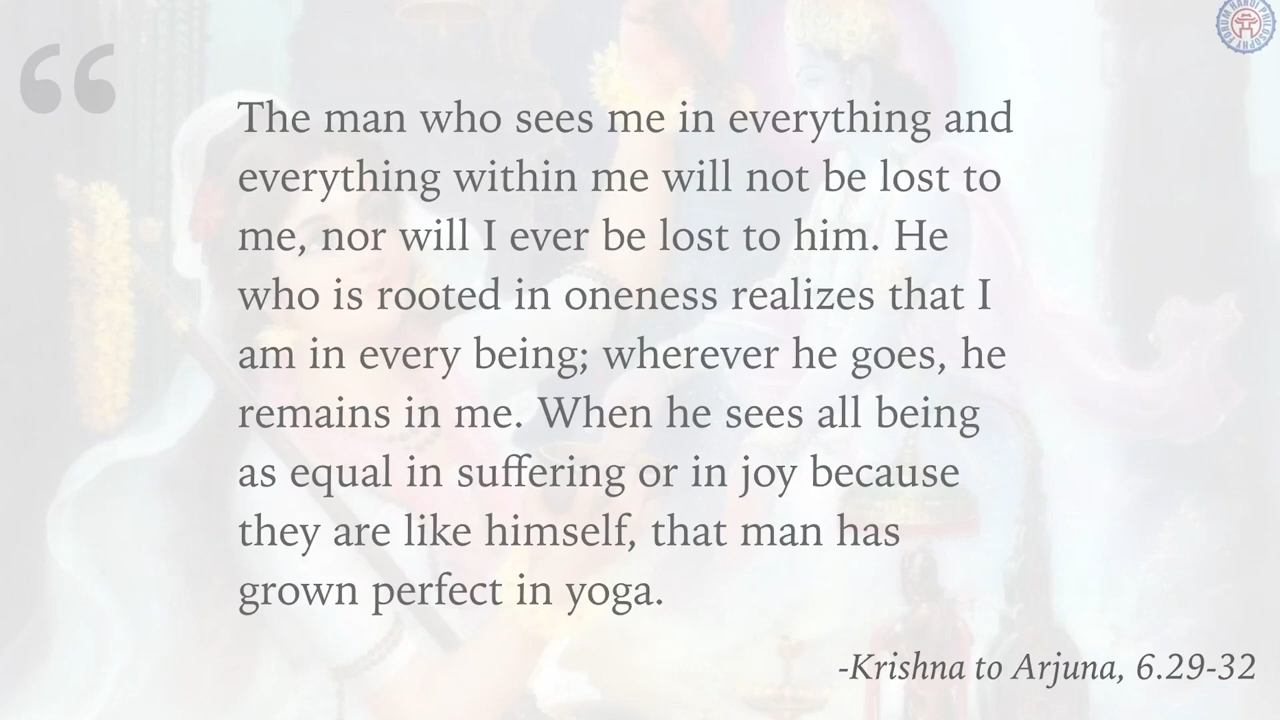 HANOI PHILOSOPHY FORUM
“
The man who sees me in everything and
everything within me will not be lost to
me, nor will I ever be lost to him. He
who is rooted in oneness realizes that I
am in every being; wherever he goes, he
remains in me. When he sees all being
as equal in suffering or in joy because
they are like himself, that man has
grown perfect in yoga.
-Krishna to Arjuna, 6.29-32